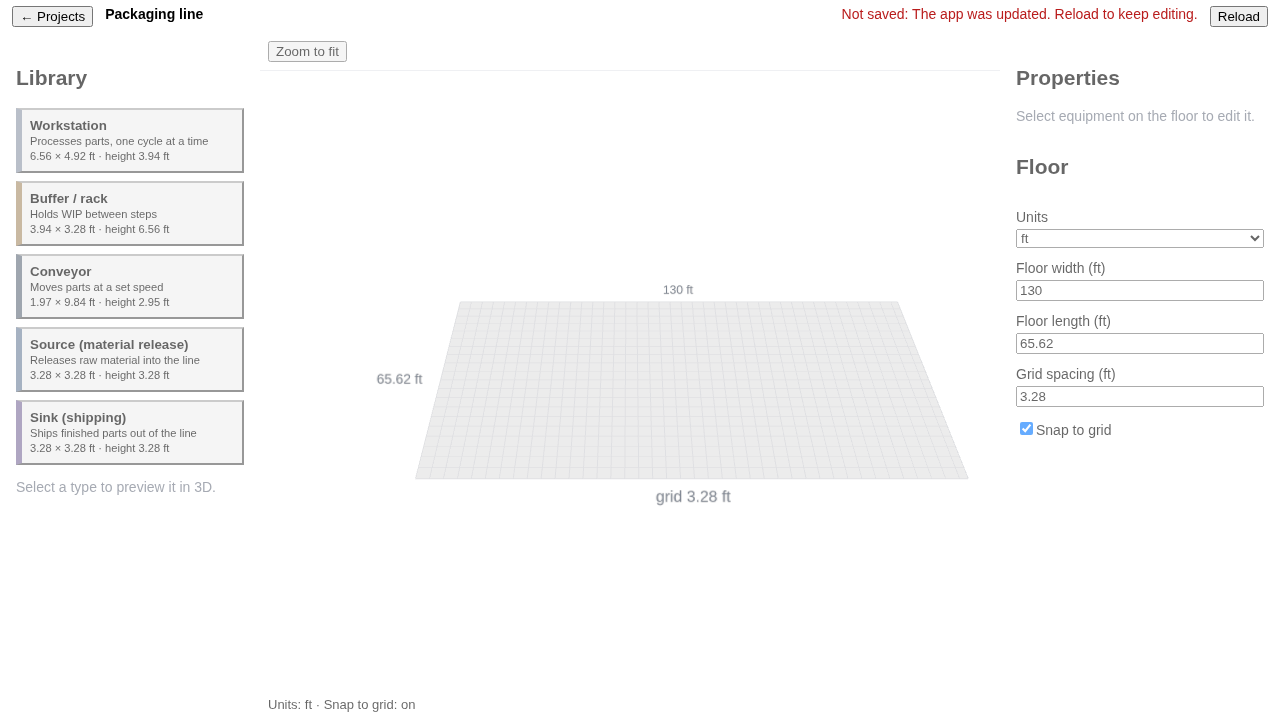 ← Projects
Packaging line
Not saved: The app was updated. Reload to keep editing.
Reload
Zoom to fit
Library
Workstation
Processes parts, one cycle at a time
6.56 × 4.92 ft · height 3.94 ft
Buffer / rack
Holds WIP between steps
3.94 × 3.28 ft · height 6.56 ft
Conveyor
Moves parts at a set speed
1.97 × 9.84 ft · height 2.95 ft
Source (material release)
Releases raw material into the line
3.28 × 3.28 ft · height 3.28 ft
Sink (shipping)
Ships finished parts out of the line
3.28 × 3.28 ft · height 3.28 ft
Select a type to preview it in 3D.
130 ft
65.62 ft
grid 3.28 ft
Units: ft · Snap to grid: on
Properties
Select equipment on the floor to edit it.
Floor
Units
ft
Floor width (ft)
130
Floor length (ft)
65.62
Grid spacing (ft)
3.28
Snap to grid